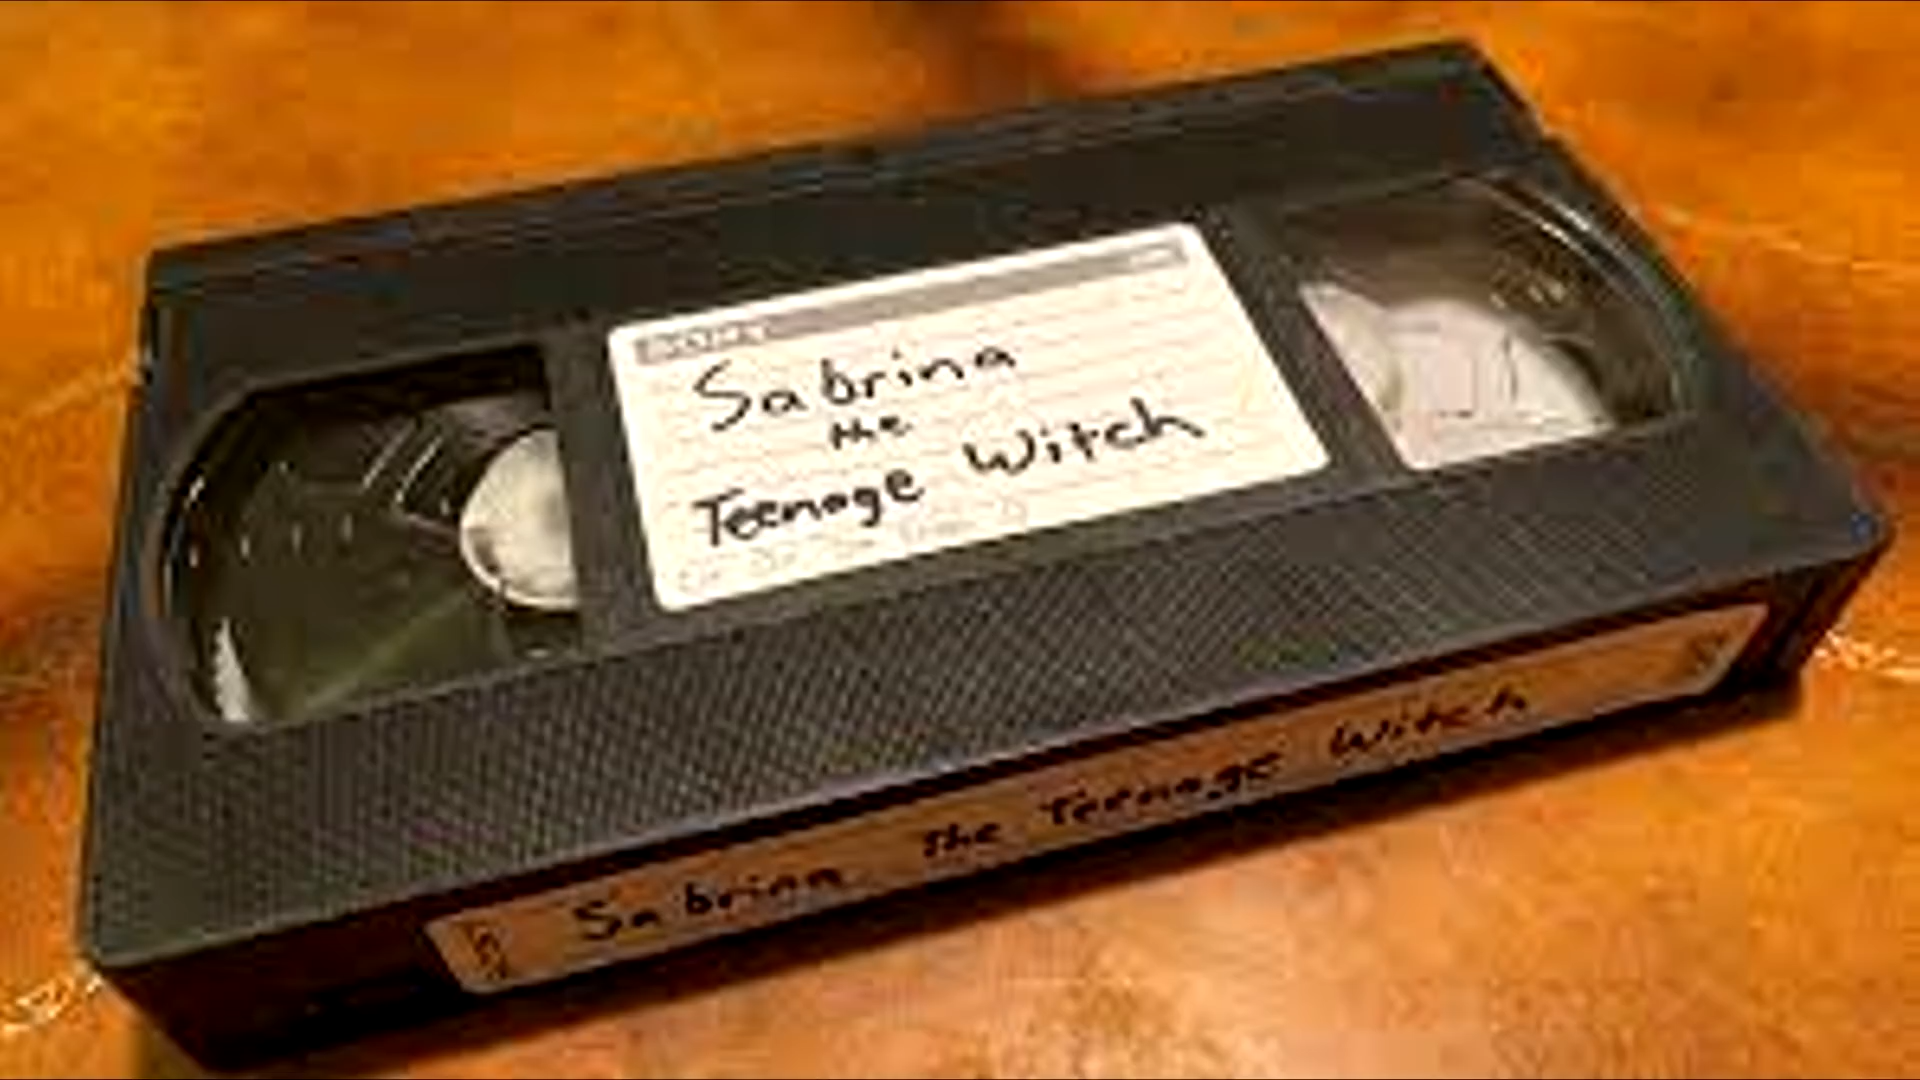 Sabrina
the
Teenage Witch
Sabrina The Teenage Witch